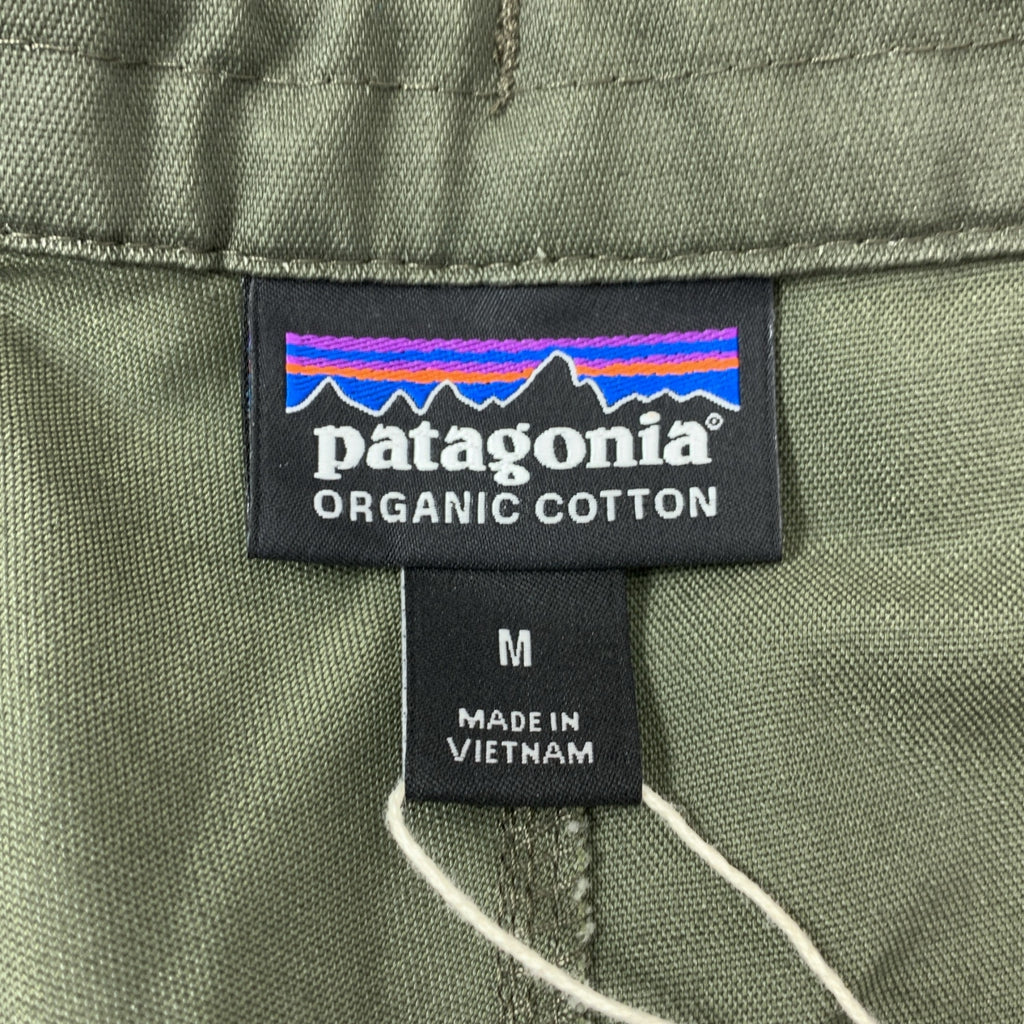 patagonia®
ORGANIC COTTON
M
MADE IN
VIETNAM